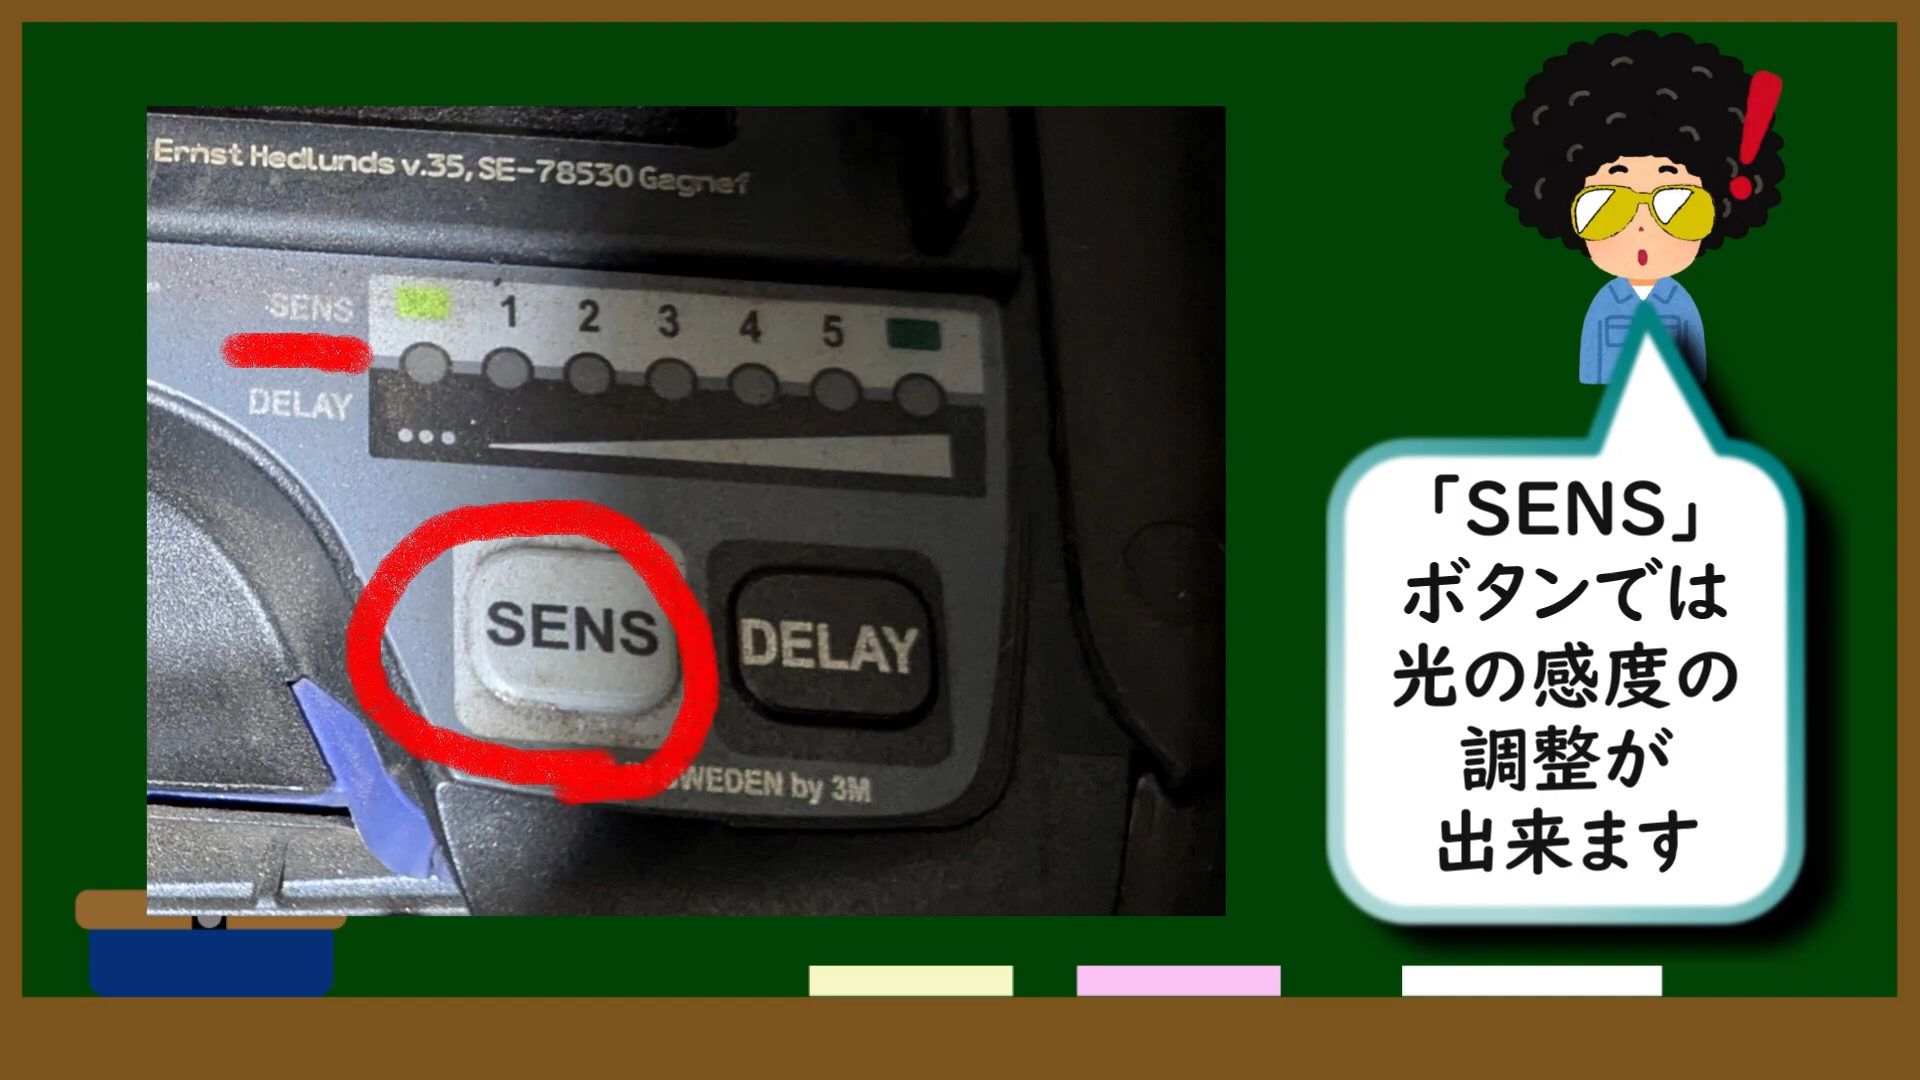 Ernst Hedlunds v.35, SE-78530 Gagnef
SENS
1 2 3 4 5
DELAY
SENS
DELAY
SWEDEN by 3M
「SENS」
ボタンでは
光の感度の
調整が
出来ます